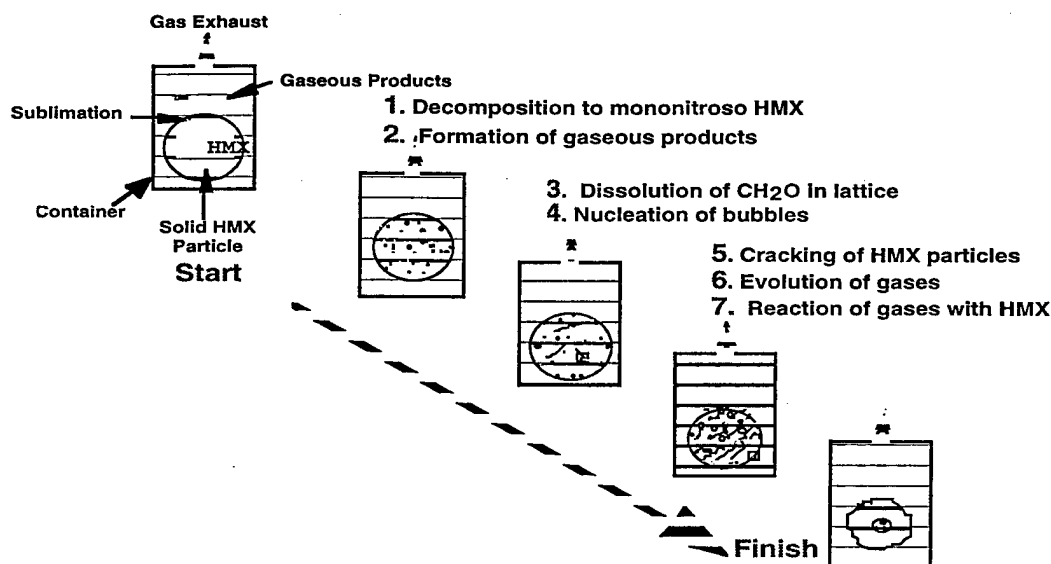 Gas Exhaust
Gaseous Products
Sublimation
HMX
Container
Solid HMX
Particle
Start
1. Decomposition to mononitroso HMX
2. Formation of gaseous products
3. Dissolution of CH2O in lattice
4. Nucleation of bubbles
5. Cracking of HMX particles
6. Evolution of gases
7. Reaction of gases with HMX
Finish